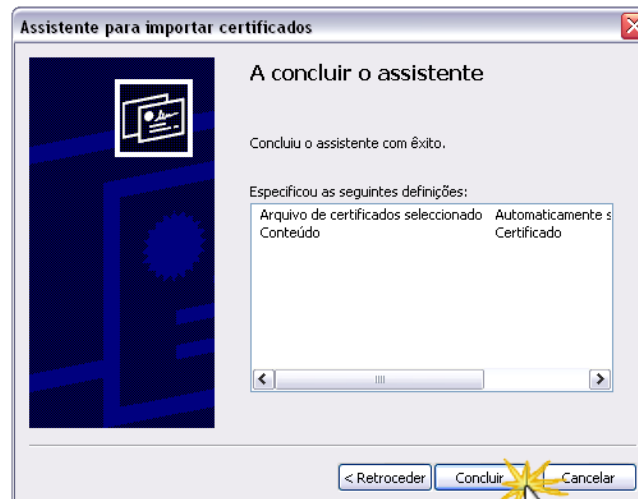 Assistente para importar certificados
A concluir o assistente
Concluiu o assistente com êxito.
Especificou as seguintes definições:
Arquivo de certificados seleccionado Automaticamente s
Conteúdo Certificado
< Retroceder Concluir Cancelar